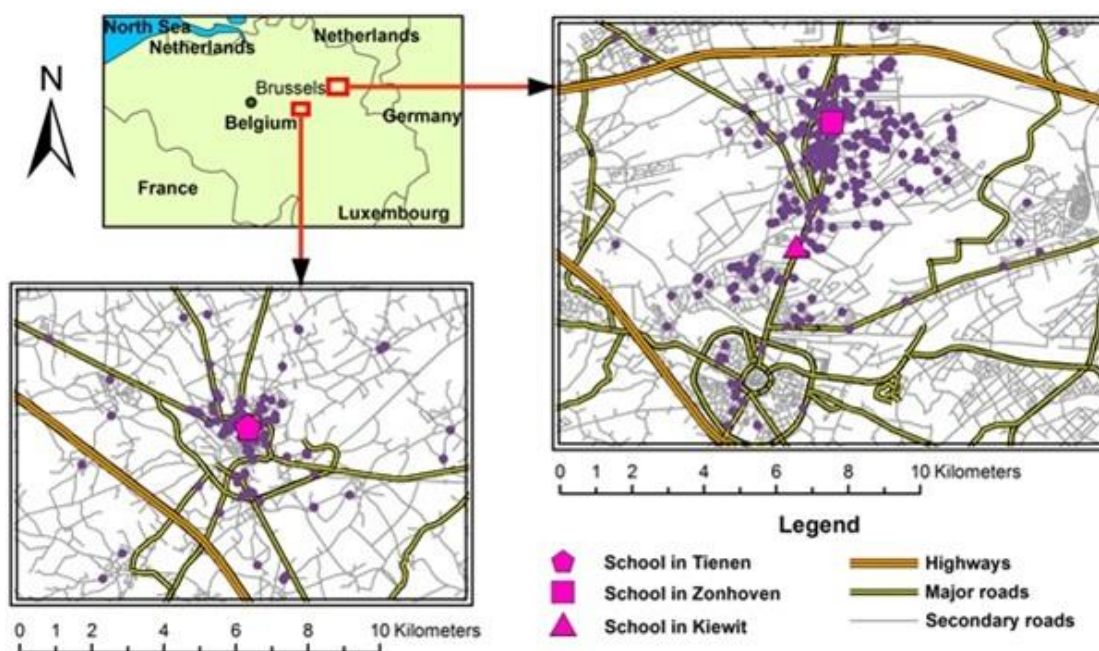 North Sea
Netherlands
Netherlands
N
Brussels
Belgium
Germany
France
Luxembourg
0 1 2 4 6 8 10 Kilometers
0 1 2 4 6 8 10 Kilometers
Legend
School in Tienen
School in Zonhoven
School in Kiewit
Highways
Major roads
Secondary roads